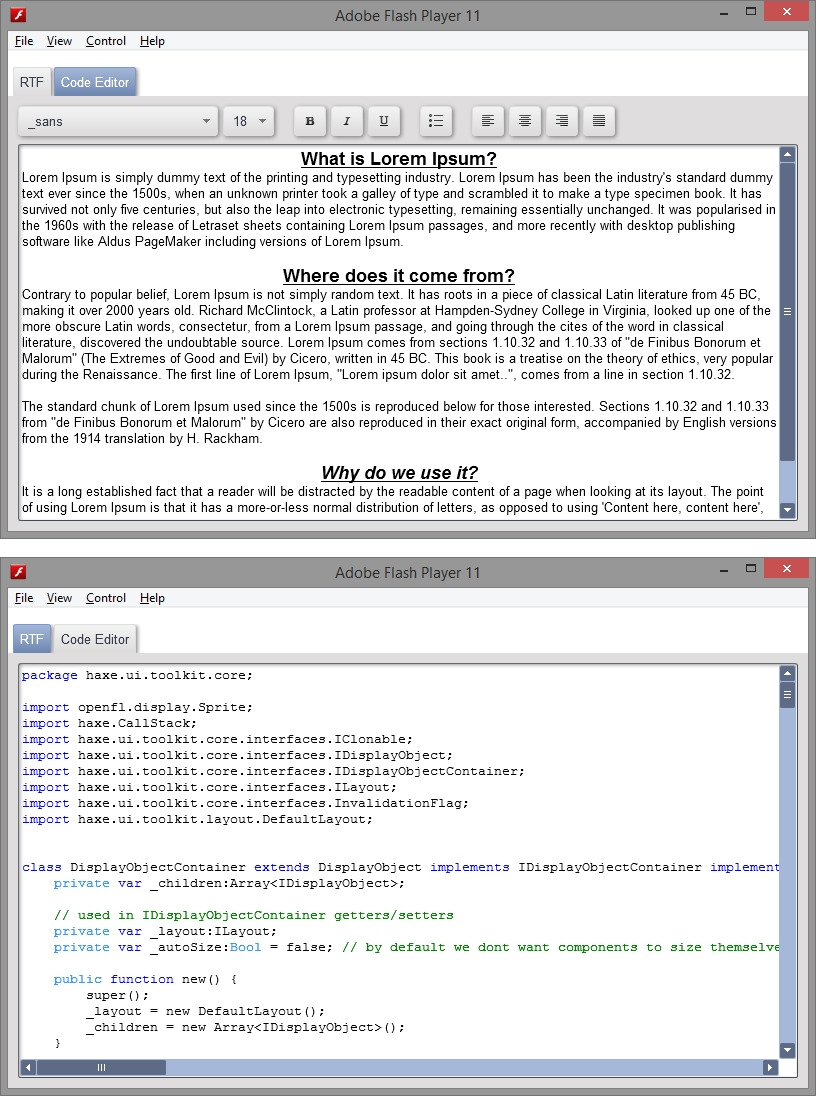 Adobe Flash Player 11
File View Control Help
RTF Code Editor
_sans 18 B I U
What is Lorem Ipsum?
Lorem Ipsum is simply dummy text of the printing and typesetting industry. Lorem Ipsum has been the industry's standard dummy
text ever since the 1500s, when an unknown printer took a galley of type and scrambled it to make a type specimen book. It has
survived not only five centuries, but also the leap into electronic typesetting, remaining essentially unchanged. It was popularised in
the 1960s with the release of Letraset sheets containing Lorem Ipsum passages, and more recently with desktop publishing
software like Aldus PageMaker including versions of Lorem Ipsum.
Where does it come from?
Contrary to popular belief, Lorem Ipsum is not simply random text. It has roots in a piece of classical Latin literature from 45 BC,
making it over 2000 years old. Richard McClintock, a Latin professor at Hampden-Sydney College in Virginia, looked up one of the
more obscure Latin words, consectetur, from a Lorem Ipsum passage, and going through the cites of the word in classical
literature, discovered the undoubtable source. Lorem Ipsum comes from sections 1.10.32 and 1.10.33 of "de Finibus Bonorum et
Malorum" (The Extremes of Good and Evil) by Cicero, written in 45 BC. This book is a treatise on the theory of ethics, very popular
during the Renaissance. The first line of Lorem Ipsum, "Lorem ipsum dolor sit amet..", comes from a line in section 1.10.32.
The standard chunk of Lorem Ipsum used since the 1500s is reproduced below for those interested. Sections 1.10.32 and 1.10.33
from "de Finibus Bonorum et Malorum" by Cicero are also reproduced in their exact original form, accompanied by English versions
from the 1914 translation by H. Rackham.
Why do we use it?
It is a long established fact that a reader will be distracted by the readable content of a page when looking at its layout. The point
of using Lorem Ipsum is that it has a more-or-less normal distribution of letters, as opposed to using 'Content here, content here',
Adobe Flash Player 11
File View Control Help
RTF Code Editor
package haxe.ui.toolkit.core;
import openfl.display.Sprite;
import haxe.CallStack;
import haxe.ui.toolkit.core.interfaces.IClonable;
import haxe.ui.toolkit.core.interfaces.IDisplayObject;
import haxe.ui.toolkit.core.interfaces.IDisplayObjectContainer;
import haxe.ui.toolkit.core.interfaces.ILayout;
import haxe.ui.toolkit.core.interfaces.InvalidationFlag;
import haxe.ui.toolkit.layout.DefaultLayout;
class DisplayObjectContainer extends DisplayObject implements IDisplayObjectContainer implement
private var _children:Array<IDisplayObject>;
// used in IDisplayObjectContainer getters/setters
private var _layout:ILayout;
private var _autoSize:Bool = false; // by default we dont want components to size themselve
public function new() {
super();
_layout = new DefaultLayout();
_children = new Array<IDisplayObject>();
}